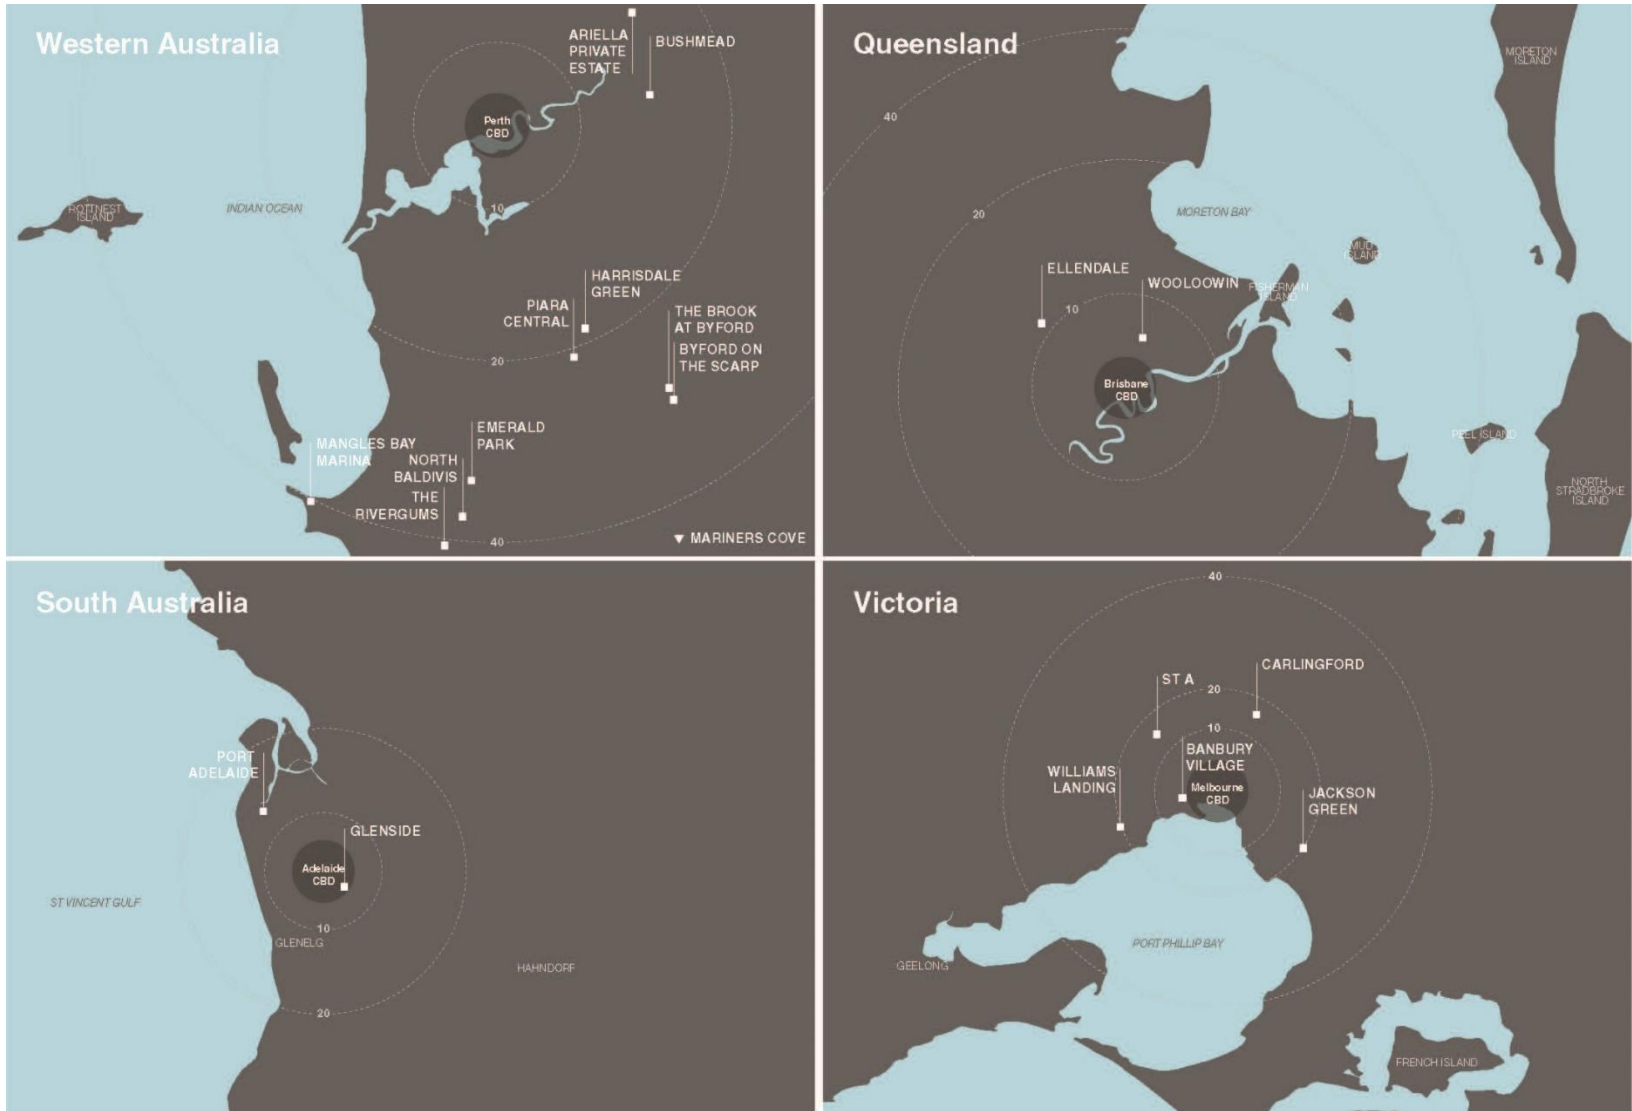 Western Australia
ARIELLA
PRIVATE
ESTATE
BUSHMEAD
Perth
CBD
ROTTNEST
ISLAND
INDIAN OCEAN
10
HARRISDALE
GREEN
PIARA
CENTRAL
THE BROOK
AT BYFORD
BYFORD ON
THE SCARP
20
EMERALD
PARK
MANGLES BAY
MARINA
NORTH
BALDIVIS
THE
RIVERGUMS
40
▼ MARINERS COVE
Queensland
MORETON
ISLAND
40
20
MORETON BAY
MUD
ISLAND
ELLENDALE
WOOLOOWIN
FISHERMAN
ISLAND
10
Brisbane
CBD
PEEL ISLAND
NORTH
STRADBROKE
ISLAND
South Australia
PORT
ADELAIDE
GLENSIDE
Adelaide
CBD
ST VINCENT GULF
10
GLENELG
HAHNDORF
20
Victoria
40
CARLINGFORD
ST A
20
10
BANBURY
VILLAGE
WILLIAMS
LANDING
Melbourne
CBD
JACKSON
GREEN
PORT PHILLIP BAY
GEELONG
FRENCH ISLAND